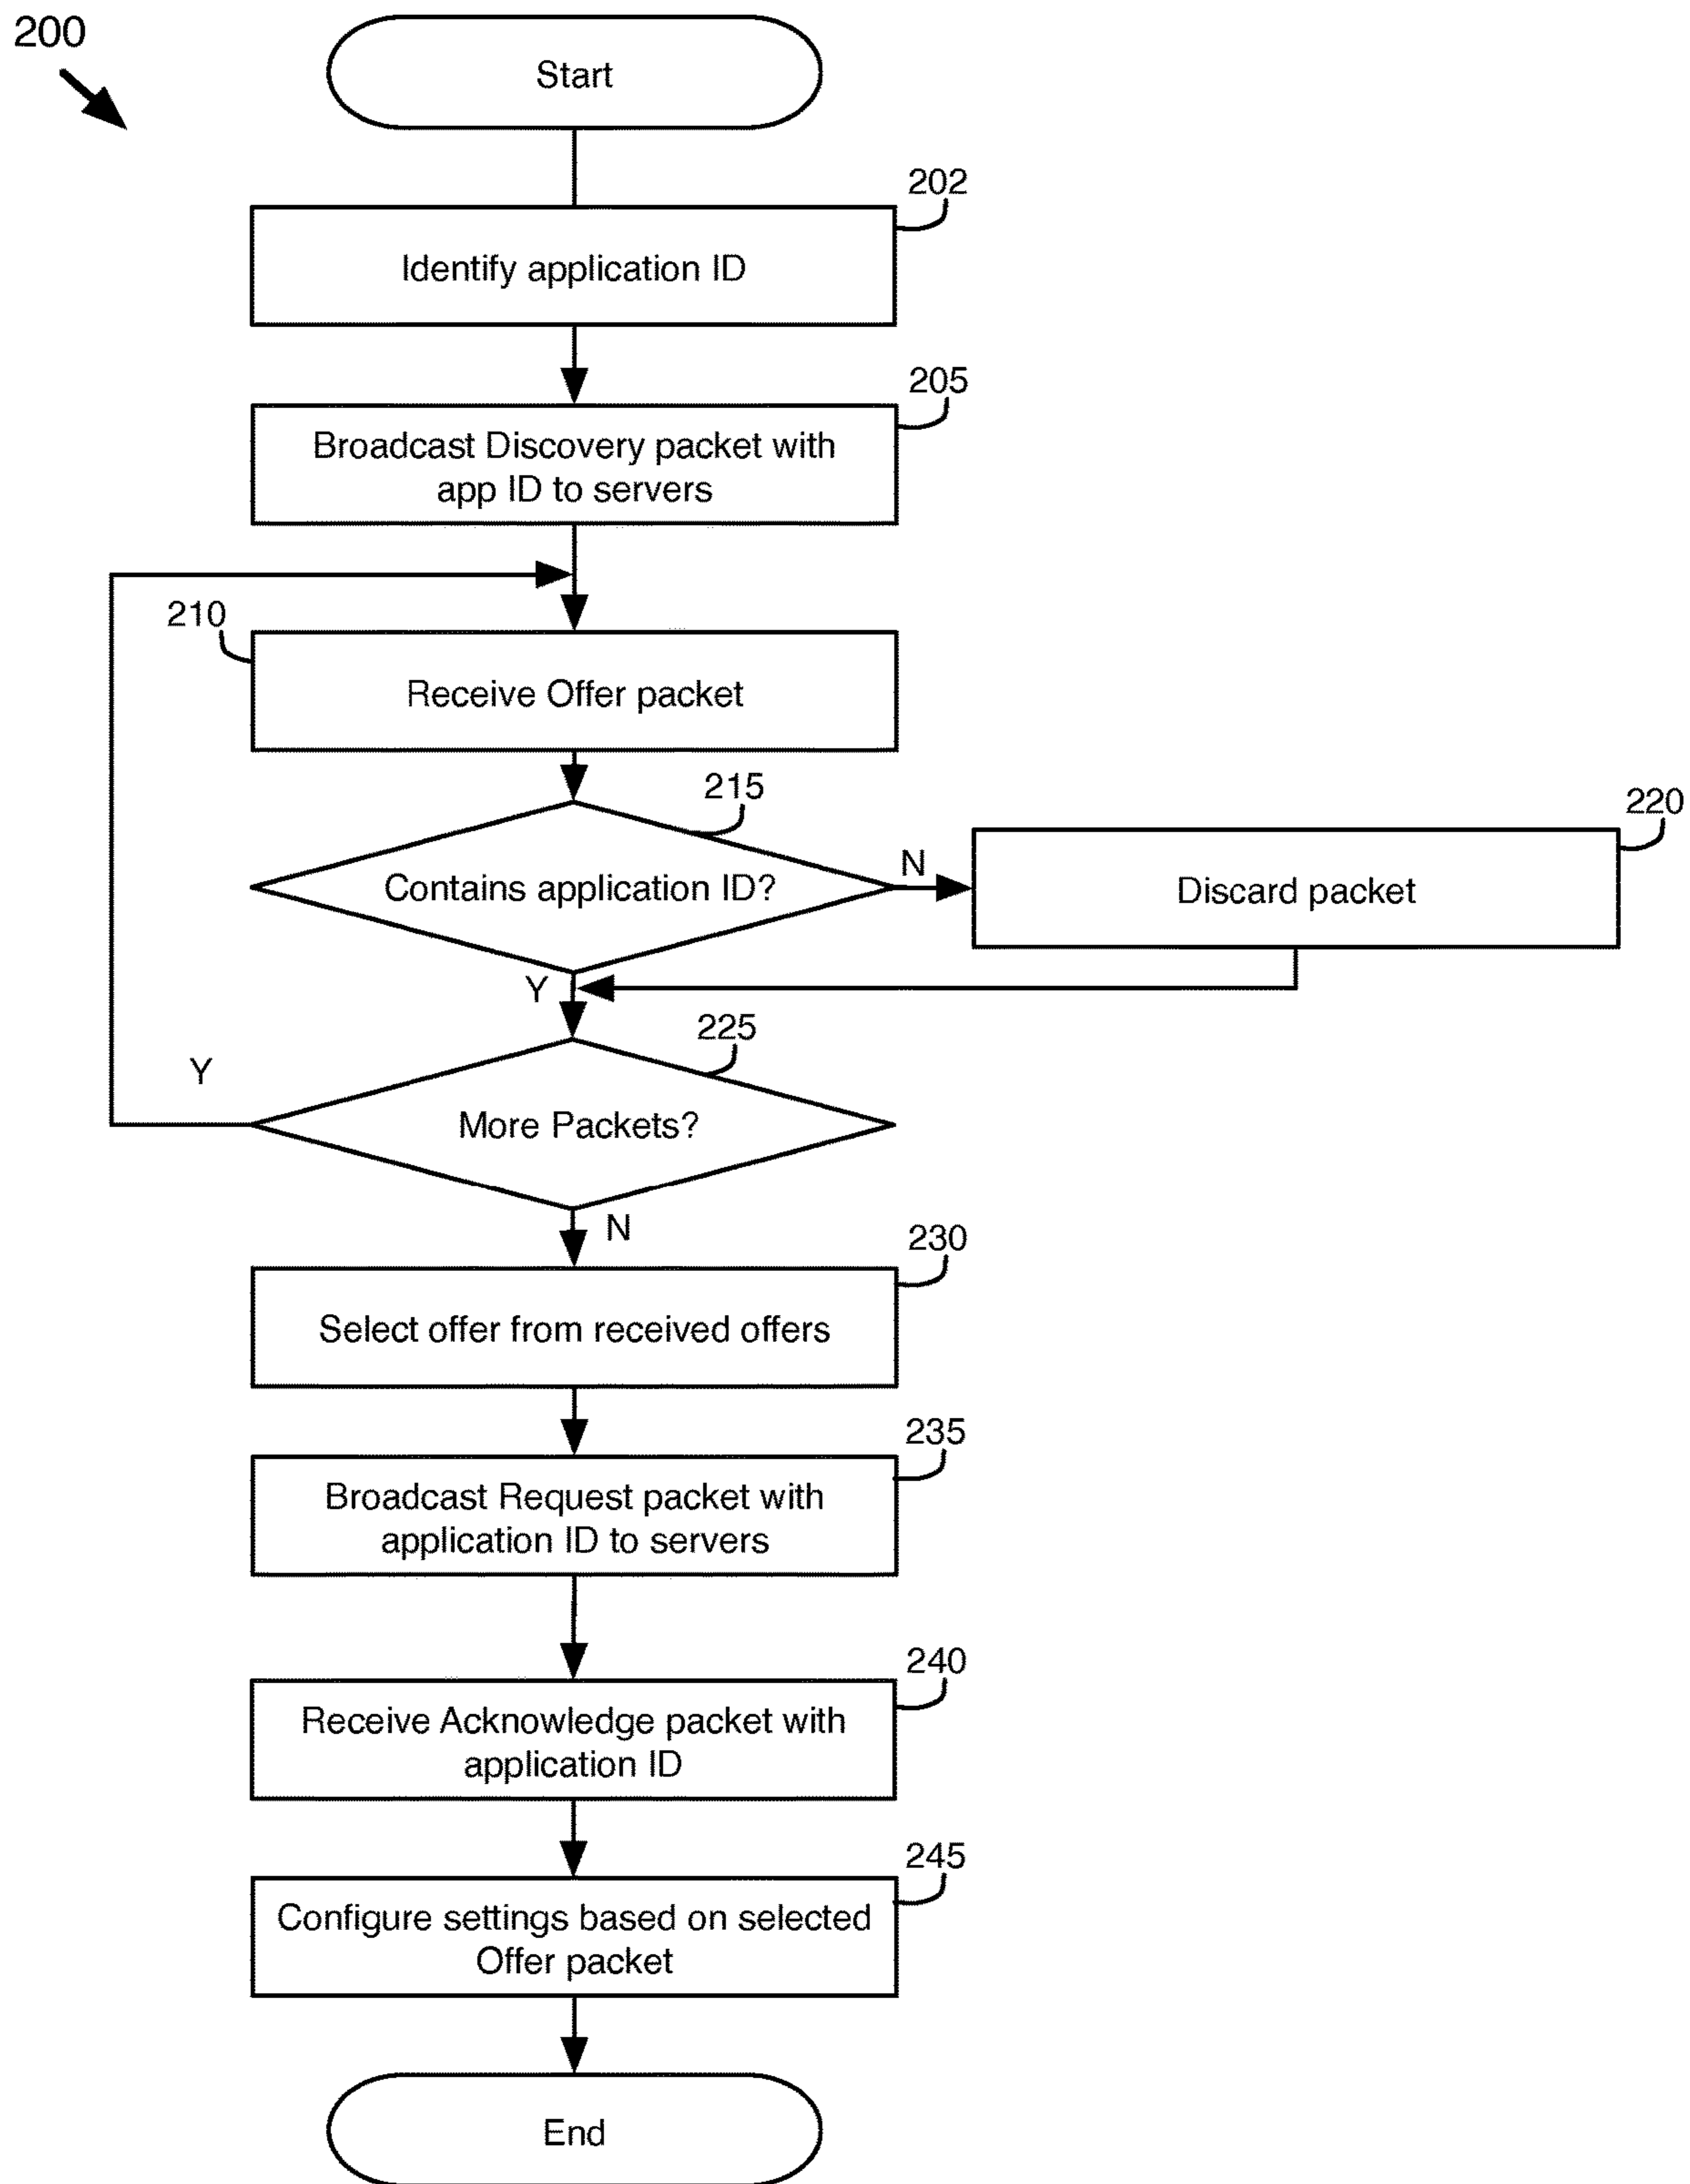 200
Start
202
Identify application ID
205
Broadcast Discovery packet with
app ID to servers
210
Receive Offer packet
215
Contains application ID?
N
220
Discard packet
Y
225
Y
More Packets?
N
230
Select offer from received offers
235
Broadcast Request packet with
application ID to servers
240
Receive Acknowledge packet with
application ID
245
Configure settings based on selected
Offer packet
End